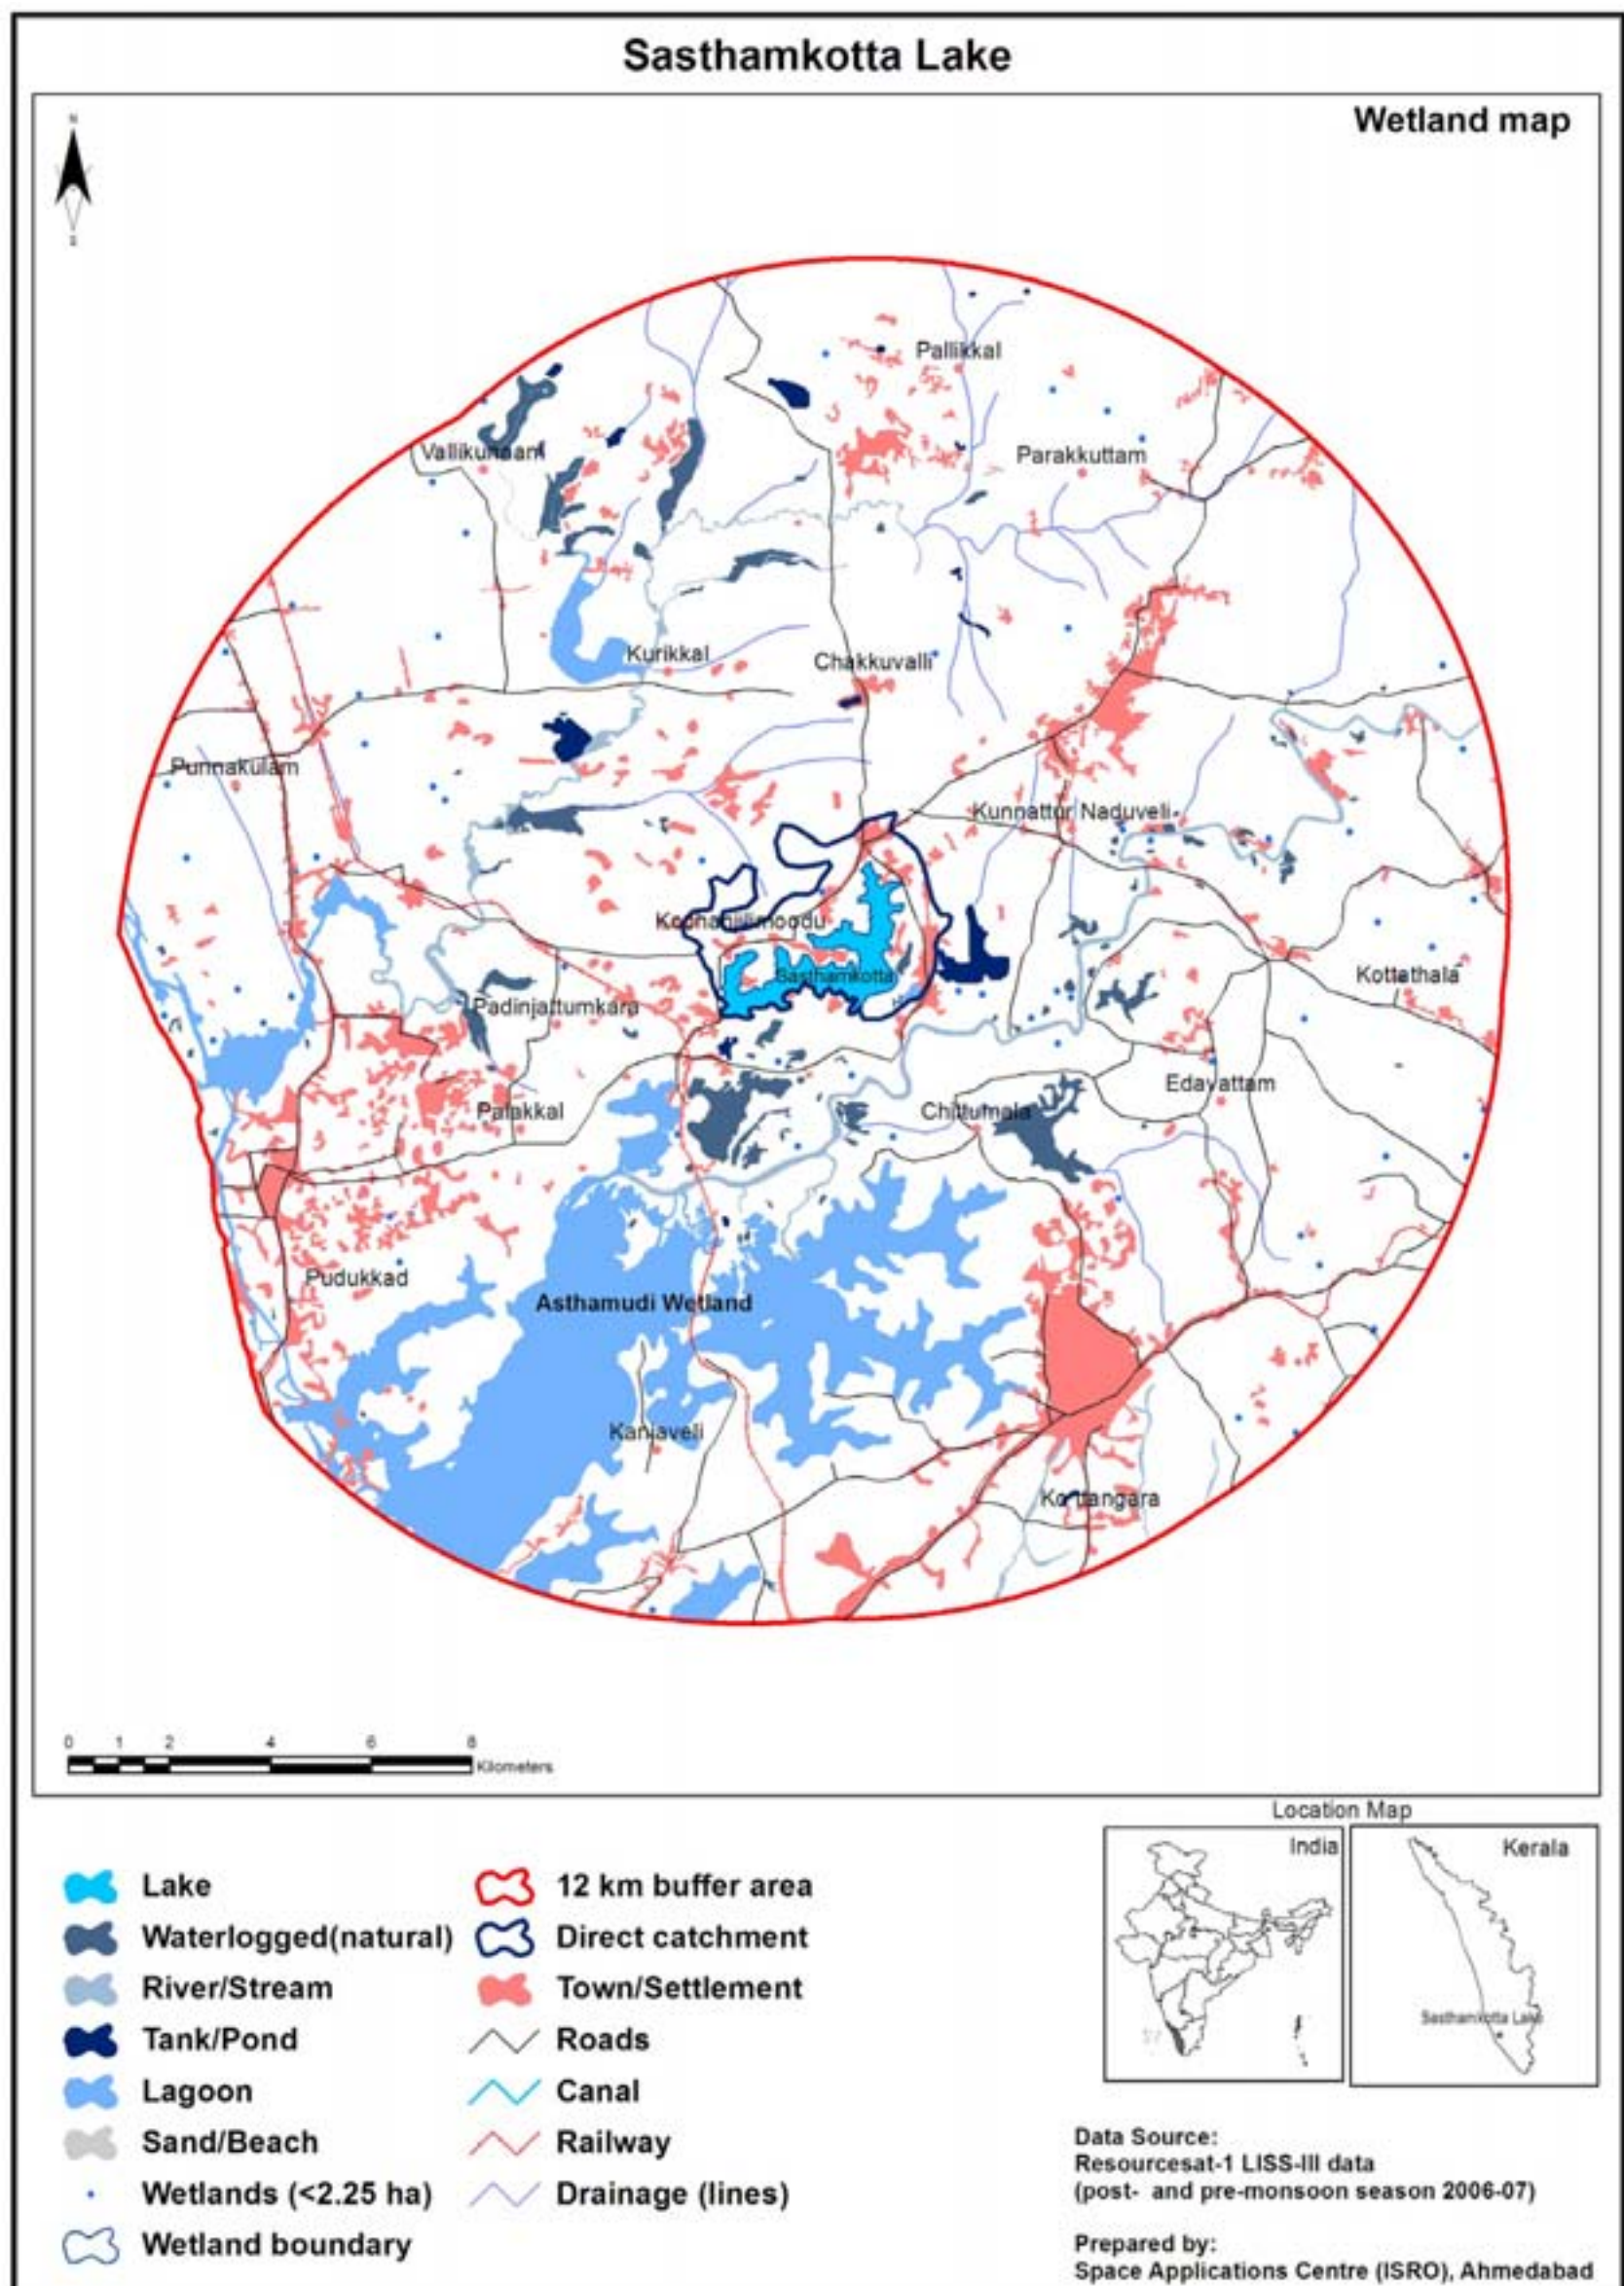 Sasthamkotta Lake
Wetland map
N
S
Pallikkal
Parakkuttam
Kurikkal
Chakkuvalli
Punnakulam
Kunnattur Naduveli
Kottathala
Sasthamkotta
Padinjattumkara
Edavattam
Palakkal
Chittumala
Pudukkad
Asthamudi Wetland
Kanjaveli
0 1 2 4 6 8
Kilometers
Location Map
India
Kerala
Sasthamkotta Lake
Lake
12 km buffer area
Waterlogged(natural)
Direct catchment
River/Stream
Town/Settlement
Tank/Pond
Roads
Lagoon
Canal
Sand/Beach
Railway
Wetlands (<2.25 ha)
Drainage (lines)
Wetland boundary
Data Source:
Resourcesat-1 LISS-III data
(post- and pre-monsoon season 2006-07)
Prepared by:
Space Applications Centre (ISRO), Ahmedabad